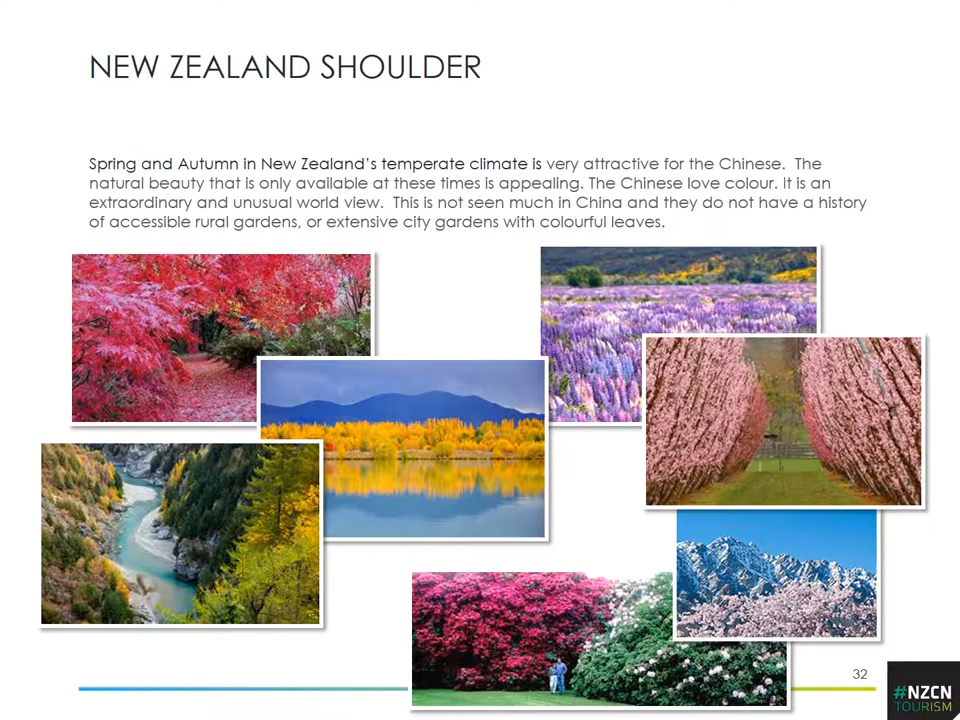 NEW ZEALAND SHOULDER
Spring and Autumn in New Zealand's temperate climate is very attractive for the Chinese.  The
natural beauty that is only available at these times is appealing. The Chinese love colour. It is an
extraordinary and unusual world view.  This is not seen much in China and they do not have a history
of accessible rural gardens, or extensive city gardens with colourful leaves.
32
#NZCN
TOURISM